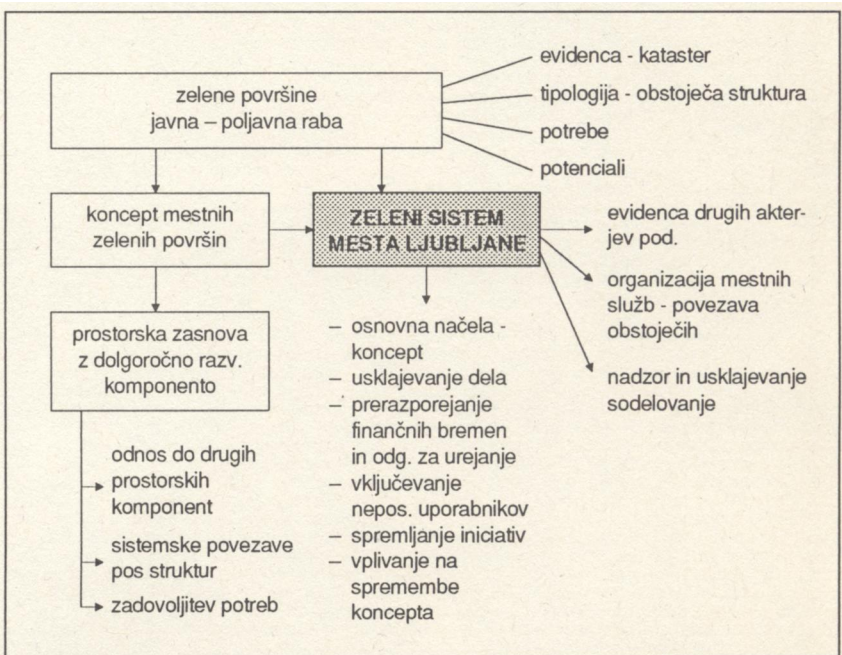 zelene površine
javna – poljavna raba
evidenca - kataster
tipologija - obstoječa struktura
potrebe
potenciali
koncept mestnih
zelenih površin
ZELENI SISTEM
MESTA LJUBLJANE
evidenca drugih akter-
jev pod.
organizacija mestnih
služb - povezava
obstoječih
nadzor in usklajevanje
sodelovanje
prostorska zasnova
z dolgoročno razv.
komponento
odnos do drugih
prostorskih
komponent
sistemske povezave
pos struktur
zadovoljitev potreb
– osnovna načela -
koncept
– usklajevanje dela
– prerazporejanje
finančnih bremen
in odg. za urejanje
– vključevanje
nepos. uporabnikov
– spremljanje iniciativ
– vplivanje na
spremembe
koncepta